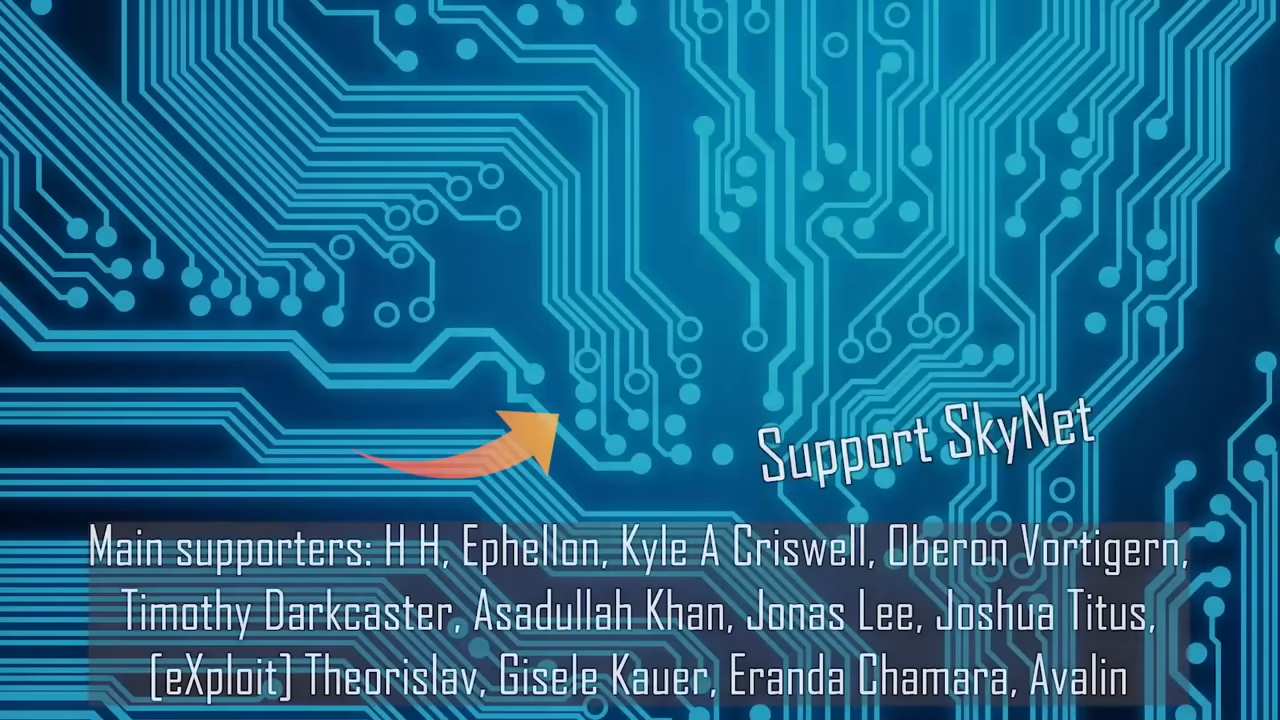 Support SkyNet
Main supporters: H H, Ephellon, Kyle A Criswell, Oberon Vortigern,
Timothy Darkcaster, Asadullah Khan, Jonas Lee, Joshua Titus,
[eXploit] Theorislav, Gisele Kauer, Eranda Chamara, Avalin